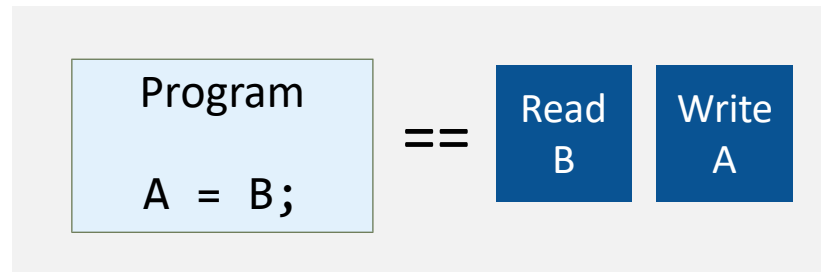 Program
A = B;
==
Read
B
Write
A